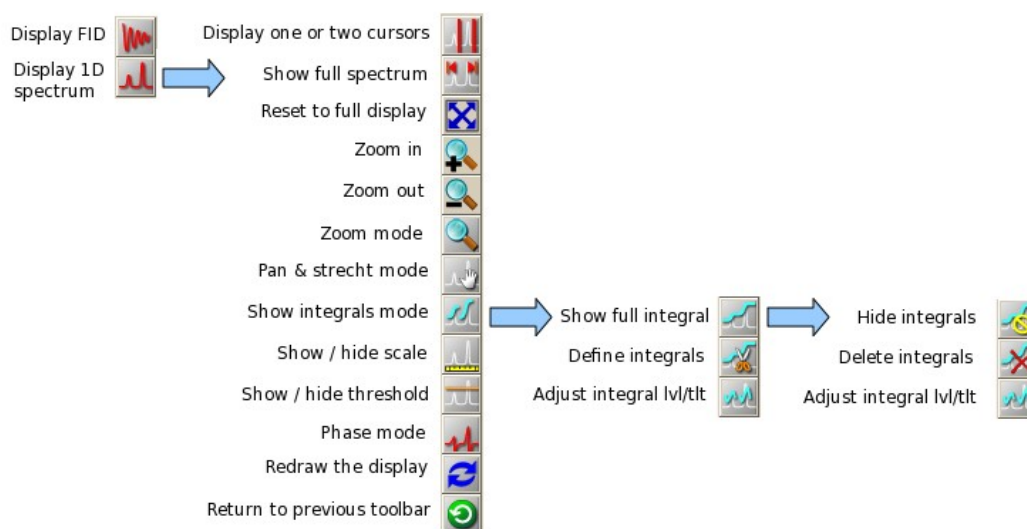 Display FID
Display 1D
spectrum
Display one or two cursors
Show full spectrum
Reset to full display
Zoom in
Zoom out
Zoom mode
Pan & strecht mode
Show integrals mode
Show / hide scale
Show / hide threshold
Phase mode
Redraw the display
Return to previous toolbar
Show full integral
Define integrals
Adjust integral lvl/tlt
Hide integrals
Delete integrals
Adjust integral lvl/tlt